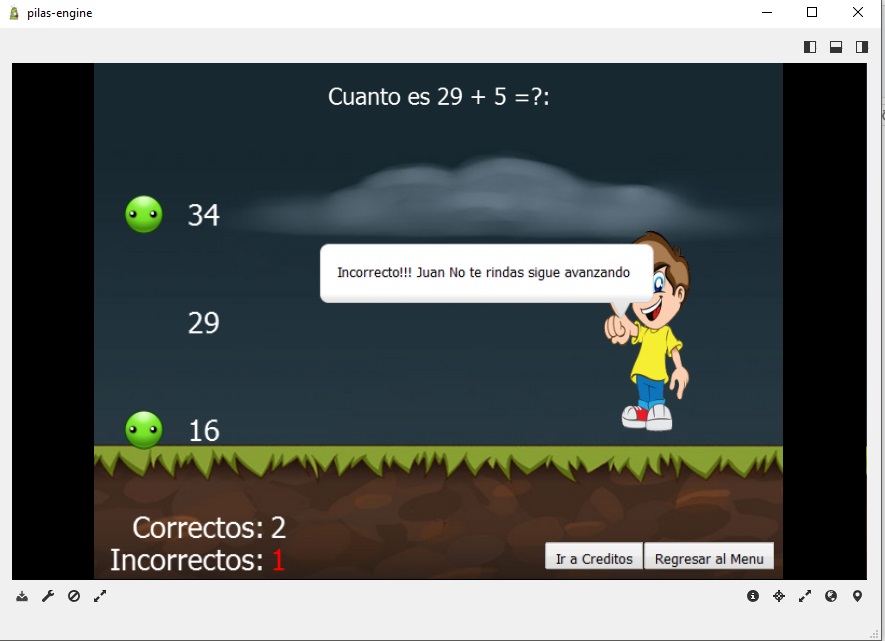 pilas-engine
Cuanto es 29 + 5 =?:
34
Incorrecto!!! Juan No te rindas sigue avanzando
29
16
Correctos: 2
Incorrectos: 1
Ir a Creditos
Regresar al Menu